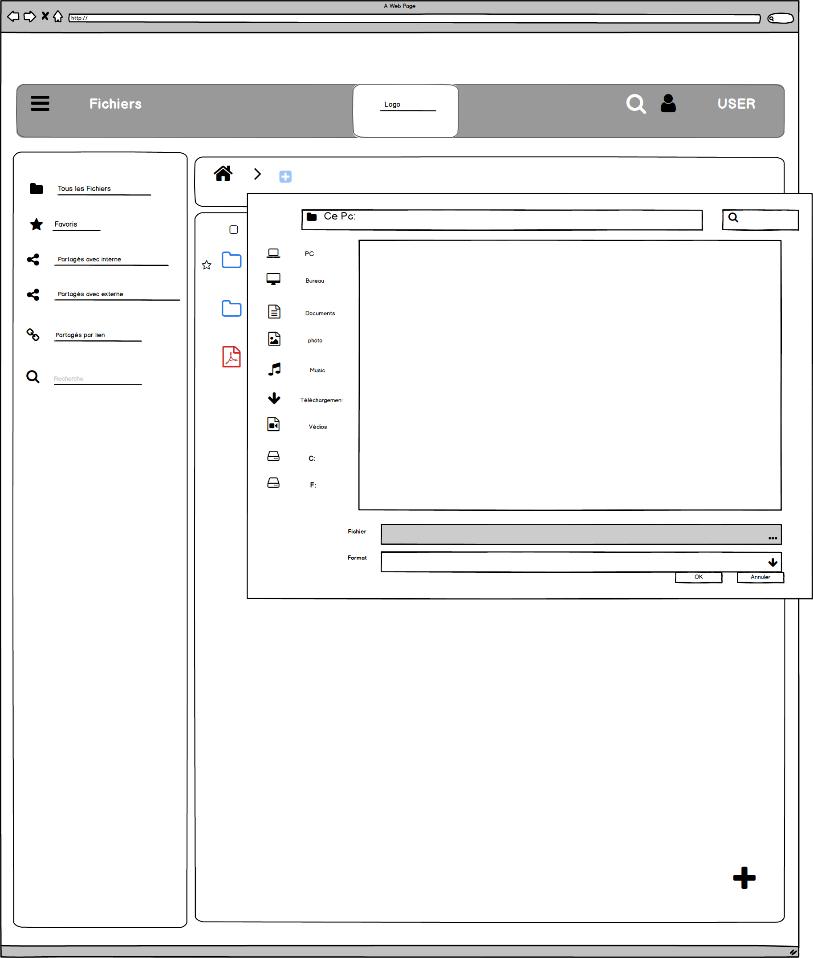 A Web Page
http://
Fichiers
Logo
USER
Tous les Fichiers
Favoris
Partagés avec interne
Partagés avec externe
Partagés par lien
Recherche
Ce Pc:
PC
Bureau
Documents
photo
Music
Téléchargement
Védios
C:
F:
Fichier
...
Format
OK
Annuler